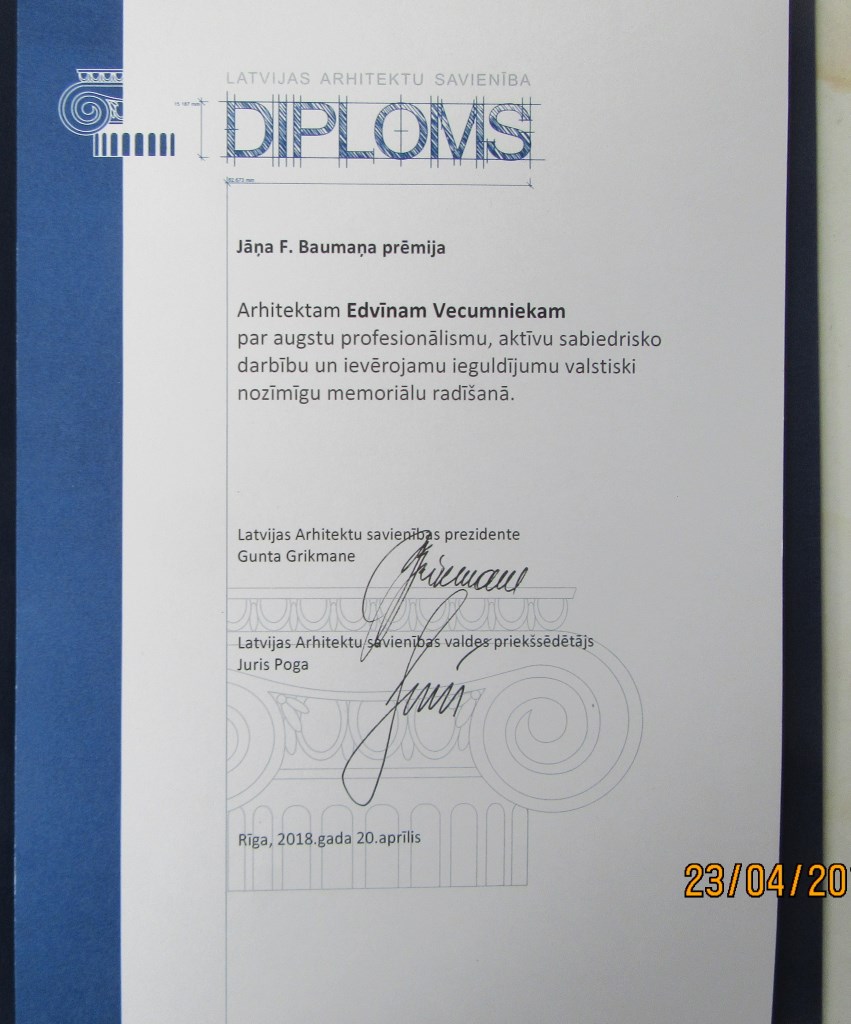 LATVIJAS ARHITEKTU SAVIENĪBA
DIPLOMS
Jāņa F. Baumaņa prēmija
Arhitektam Edvīnam Vecumniekam
par augstu profesionālismu, aktīvu sabiedrisko
darbību un ievērojamu ieguldījumu valstiski
nozīmīgu memoriālu radīšanā.
Latvijas Arhitektu savienības prezidente
Gunta Grikmane
Latvijas Arhitektu savienības valdes priekšsēdētājs
Juris Poga
Rīga, 2018.gada 20.aprīlis
23/04/20